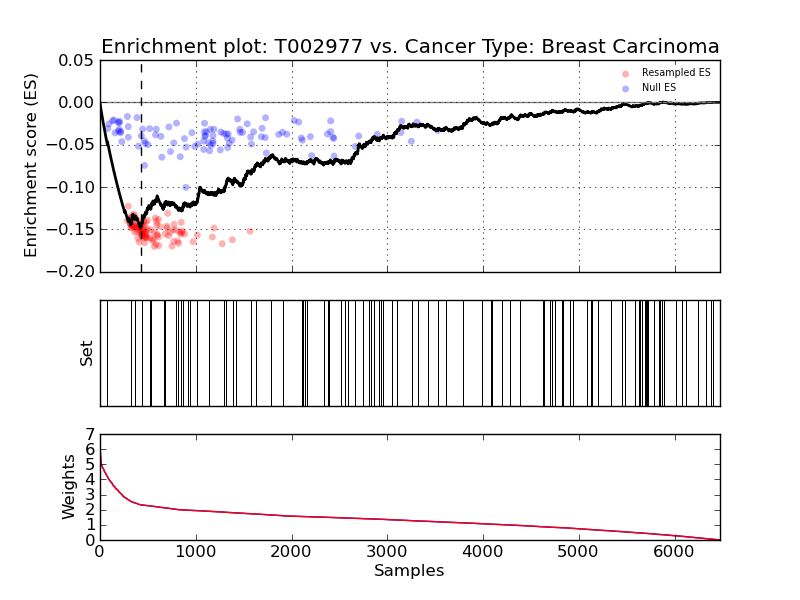 Enrichment plot: T002977 vs. Cancer Type: Breast Carcinoma
0.05
0.00
−0.05
−0.10
−0.15
−0.20
Enrichment score (ES)
Resampled ES
Null ES
Set
7
6
5
4
3
2
1
0
Weights
0 1000 2000 3000 4000 5000 6000
Samples